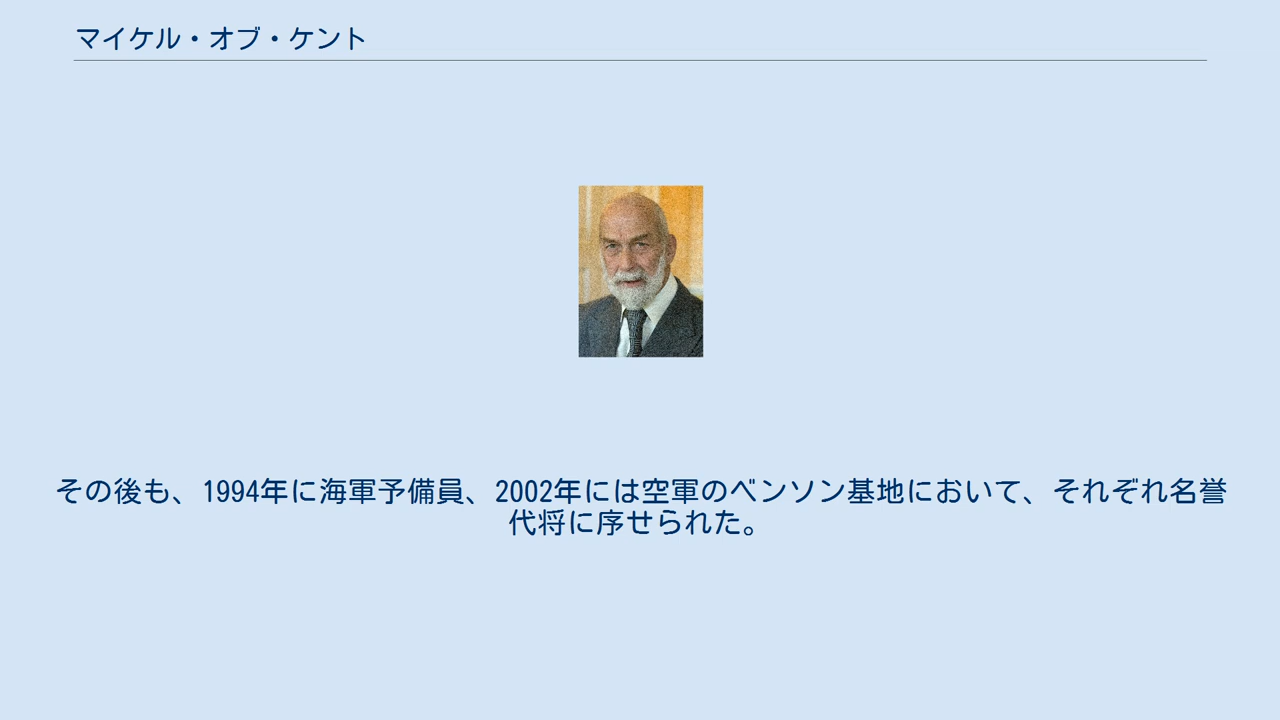 マイケル・オブ・ケント
その後も、1994年に海軍予備員、2002年には空軍のベンソン基地において、それぞれ名誉
代将に序せられた。